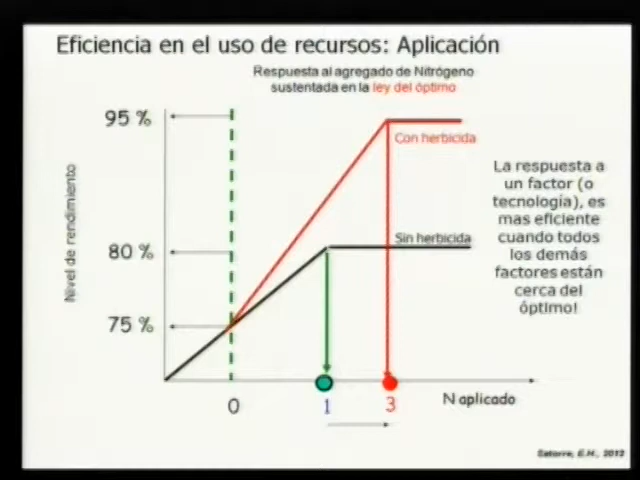 Eficiencia en el uso de recursos: Aplicación
Respuesta al agregado de Nitrógeno
sustentada en la ley del óptimo
95 %
Con herbicida
La respuesta a
un factor (o
tecnología), es
mas eficiente
cuando todos
los demás
factores están
cerca del
óptimo!
Nivel de rendimiento
Sin herbicida
80 %
75 %
0
1
3
N aplicado
Satorre, E.H., 2012